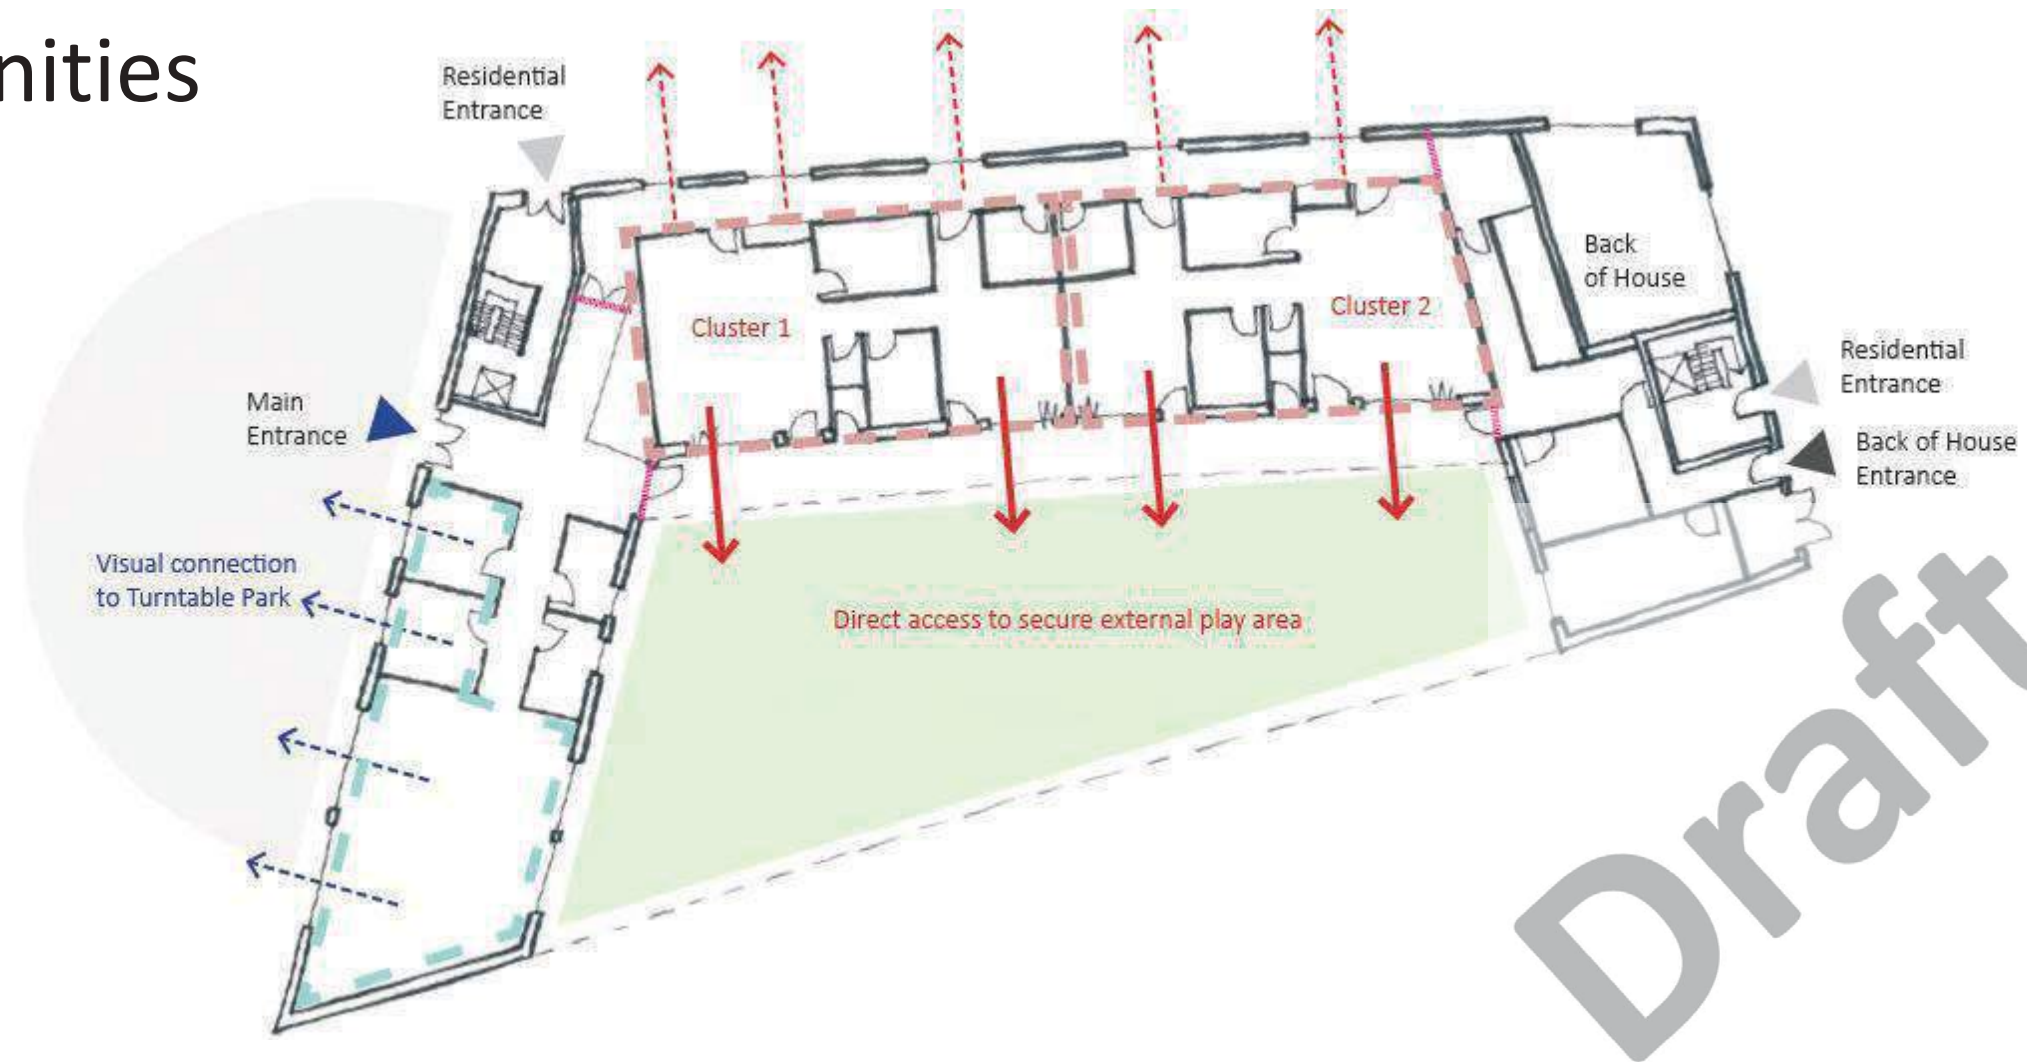 nities
Residential
Entrance
Back
of House
Cluster 1
Cluster 2
Residential
Entrance
Main
Entrance
Back of House
Entrance
Visual connection
to Turntable Park
Direct access to secure external play area
Draft